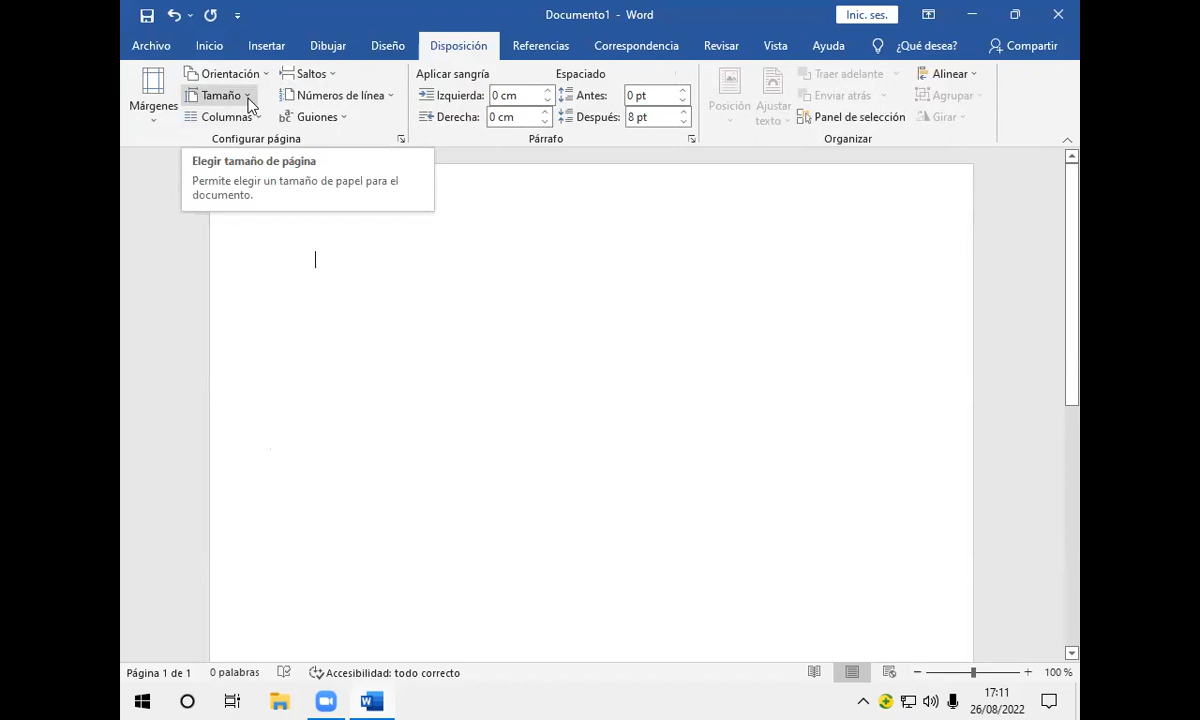 Documento1 - Word
Inic. ses.
Archivo Inicio Insertar Dibujar Diseño Disposición Referencias Correspondencia Revisar Vista Ayuda ¿Qué desea? Compartir
Márgenes
Orientación
Tamaño
Columnas
Saltos
Números de línea
Guiones
Configurar página
Aplicar sangría
Izquierda: 0 cm
Derecha: 0 cm
Espaciado
Antes: 0 pt
Después: 8 pt
Párrafo
Posición
Ajustar
texto
Traer adelante
Enviar atrás
Panel de selección
Alinear
Agrupar
Girar
Organizar
Elegir tamaño de página
Permite elegir un tamaño de papel para el
documento.
Página 1 de 1 0 palabras Accesibilidad: todo correcto 100 %
17:11
26/08/2022